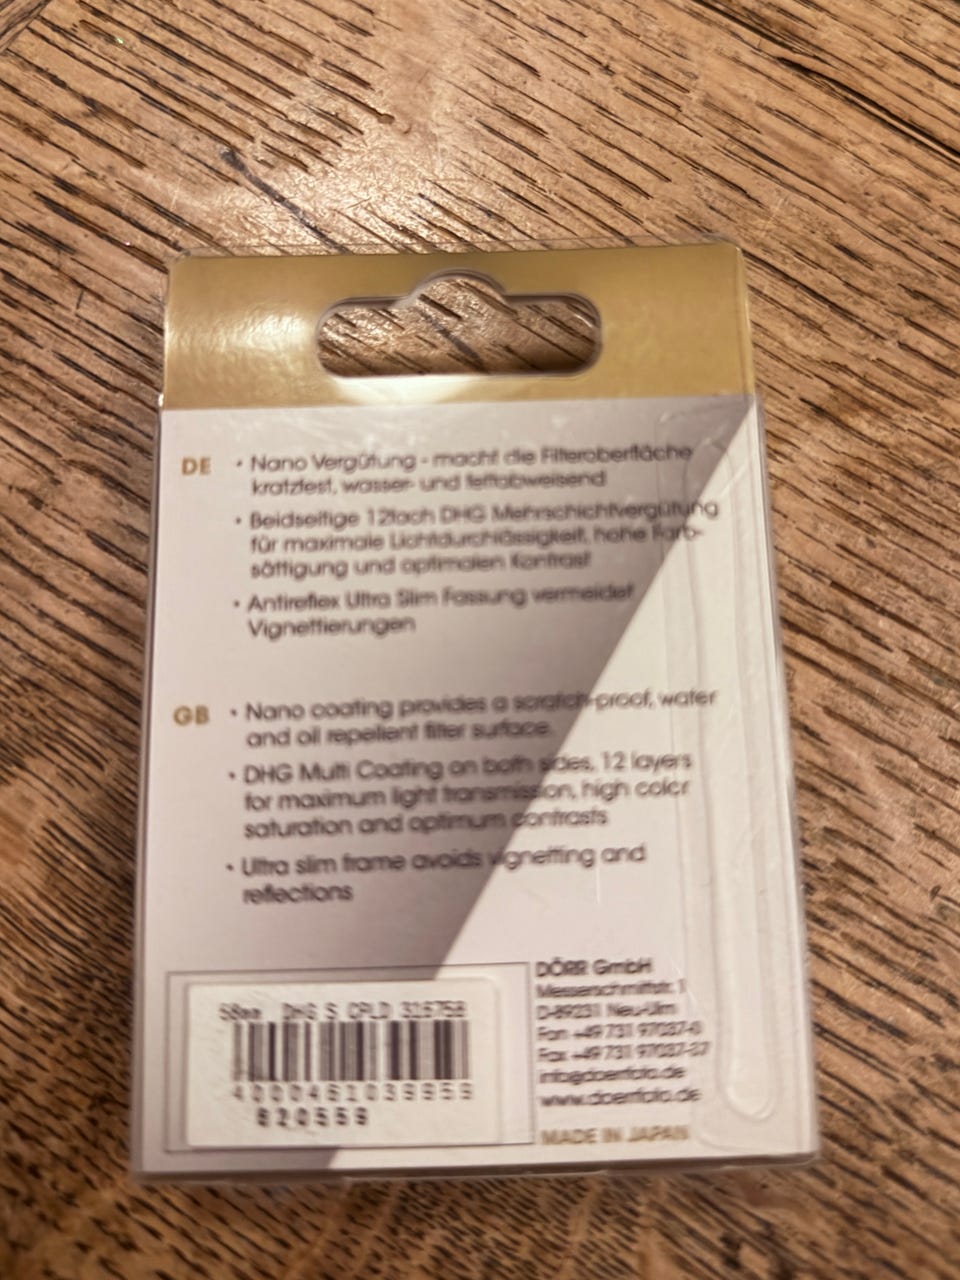 DE
• Nano Vergütung - macht die Filteroberfläche
kratzfest, wasser- und fettabweisend
• Beidseitige 12fach DHG Mehrschichtvergütung
für maximale Lichtdurchlässigkeit, hohe Farb-
sättigung und optimalen Kontrast
• Antireflex Ultra Slim Fassung vermeidet
Vignettierungen
GB
• Nano coating provides a scratch-proof, water
and oil repellent filter surface.
• DHG Multi Coating on both sides, 12 layers
for maximum light transmission, high color
saturation and optimum contrasts
• Ultra slim frame avoids vignetting and
reflections
DHG S CPLD
DÖRR GmbH
Messerschmittstr. 1
D-89231 Neu-Ulm
Fon +49 731 97037-0
Fax +49 731 97037-37
info@doerrfoto.de
www.doerrfoto.de
MADE IN JAPAN